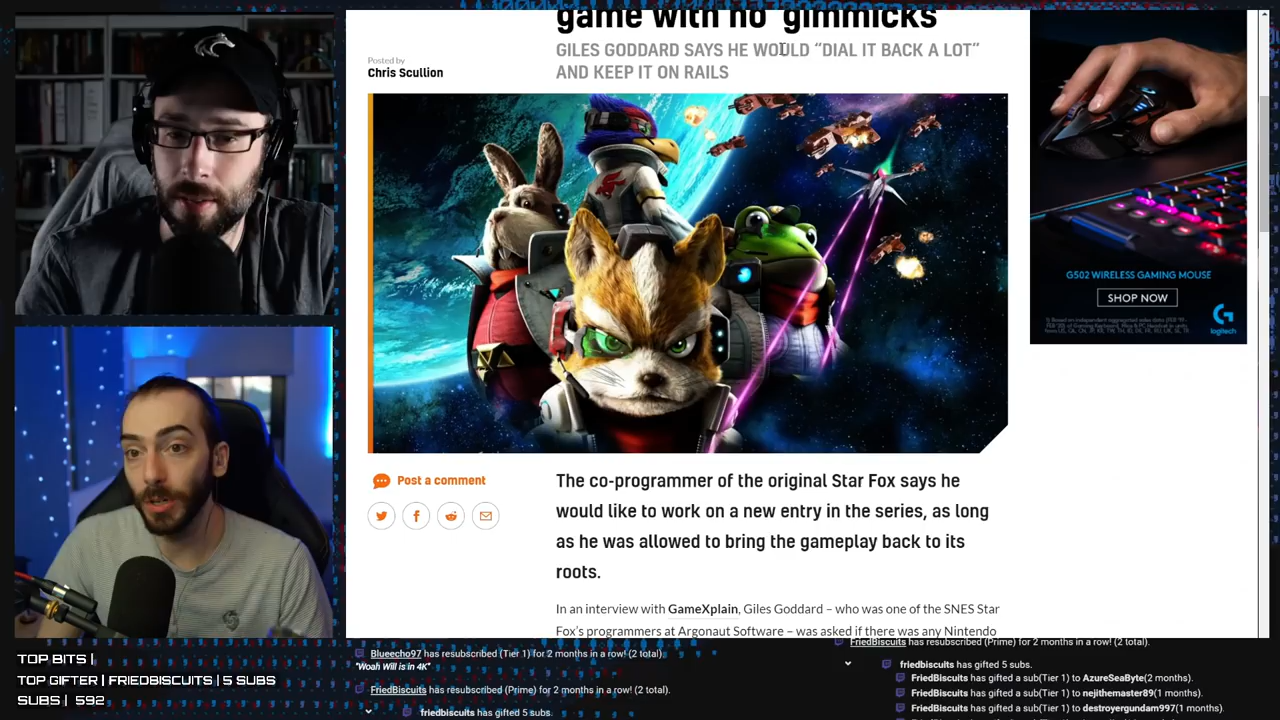 game with no 'gimmicks'
GILES GODDARD SAYS HE WOULD "DIAL IT BACK A LOT"
AND KEEP IT ON RAILS
Posted by
Chris Scullion
G502 WIRELESS GAMING MOUSE
SHOP NOW
logitech
Post a comment
The co-programmer of the original Star Fox says he
would like to work on a new entry in the series, as long
as he was allowed to bring the gameplay back to its
roots.
In an interview with GameXplain, Giles Goddard – who was one of the SNES Star
Fox's programmers at Argonaut Software – was asked if there was any Nintendo
TOP BITS |
TOP GIFTER | FRIEDBISCUITS | 5 SUBS
SUBS | 592
Blueecho97 has resubscribed (Tier 1) for 2 months in a row! (2 total).
"Woah Will is in 4K"
FriedBiscuits has resubscribed (Prime) for 2 months in a row! (2 total).
friedbiscuits has gifted 5 subs.
FriedBiscuits has resubscribed (Prime) for 2 months in a row! (2 total).
friedbiscuits has gifted 5 subs.
FriedBiscuits has gifted a sub(Tier 1) to AzureSeaByte(2 months).
FriedBiscuits has gifted a sub(Tier 1) to nejithemaster89(1 months).
FriedBiscuits has gifted a sub(Tier 1) to destroyergundam997(1 months).